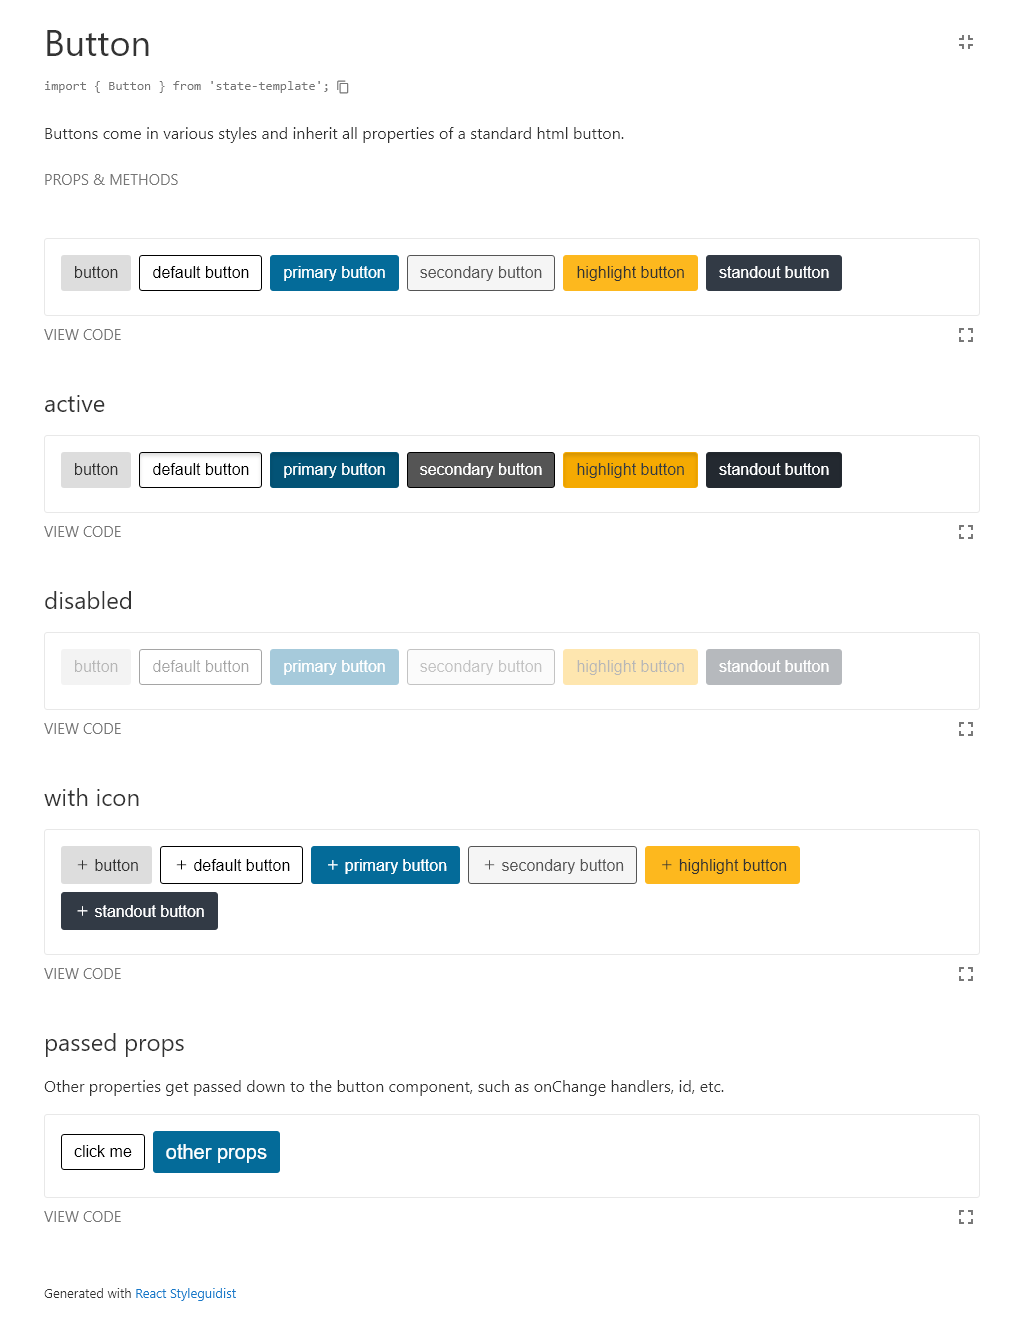 Button
import { Button } from 'state-template';
Buttons come in various styles and inherit all properties of a standard html button.
PROPS & METHODS
button default button primary button secondary button highlight button standout button
VIEW CODE
active
button default button primary button secondary button highlight button standout button
VIEW CODE
disabled
button default button primary button secondary button highlight button standout button
VIEW CODE
with icon
+ button + default button + primary button + secondary button + highlight button
+ standout button
VIEW CODE
passed props
Other properties get passed down to the button component, such as onChange handlers, id, etc.
click me other props
VIEW CODE
Generated with React Styleguidist